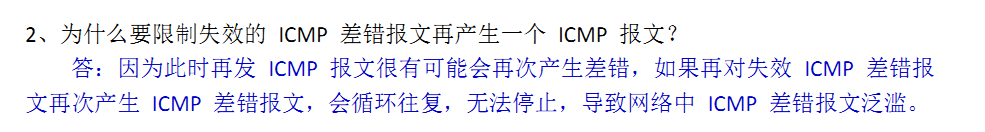 2、为什么要限制失效的 ICMP 差错报文再产生一个 ICMP 报文？
答：因为此时再发 ICMP 报文很有可能会再次产生差错，如果再对失效 ICMP 差错报
文再次产生 ICMP 差错报文，会循环往复，无法停止，导致网络中 ICMP 差错报文泛滥。